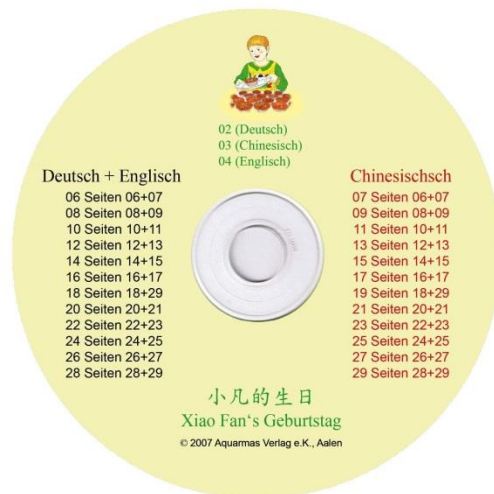 02 (Deutsch)
03 (Chinesisch)
04 (Englisch)
Deutsch + Englisch
06 Seiten 06+07
08 Seiten 08+09
10 Seiten 10+11
12 Seiten 12+13
14 Seiten 14+15
16 Seiten 16+17
18 Seiten 18+29
20 Seiten 20+21
22 Seiten 22+23
24 Seiten 24+25
26 Seiten 26+27
28 Seiten 28+29
Chinesischsch
07 Seiten 06+07
09 Seiten 08+09
11 Seiten 10+11
13 Seiten 12+13
15 Seiten 14+15
17 Seiten 16+17
19 Seiten 18+29
21 Seiten 20+21
23 Seiten 22+23
25 Seiten 24+25
27 Seiten 26+27
29 Seiten 28+29
小凡的生日
Xiao Fan‘s Geburtstag
© 2007 Aquarmas Verlag e.K., Aalen